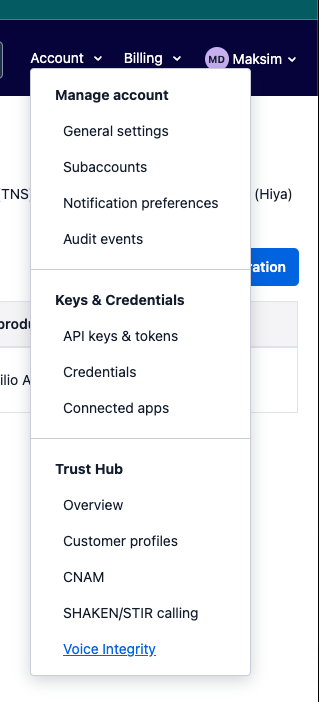 Account Billing MD Maksim
Manage account
General settings
Subaccounts
(TNS) (Hiya)
Notification preferences
Audit events
ration
Keys & Credentials
produ
API keys & tokens
Credentials
ilio A
Connected apps
Trust Hub
Overview
Customer profiles
CNAM
SHAKEN/STIR calling
Voice Integrity